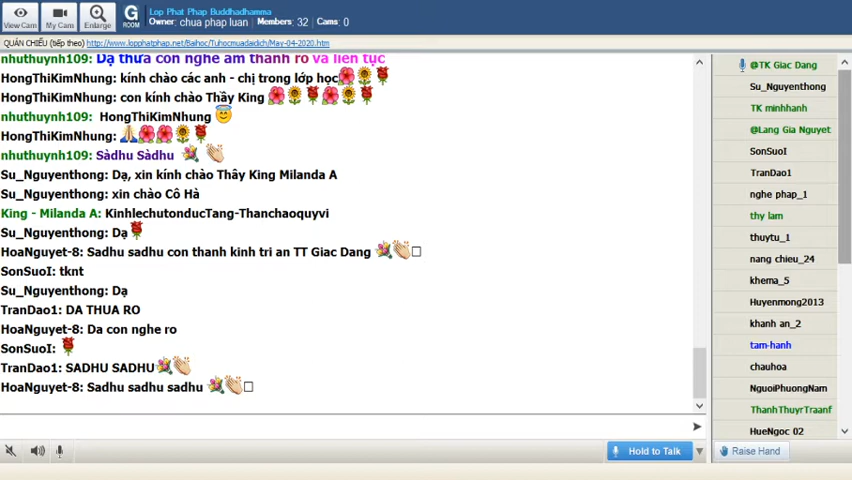 Lop Phat Phap Buddhadhamma
Owner: chua phap luan Members: 32 Cams: 0
View Cam My Cam Enlarge G ROOM
QUÁN CHIẾU (tiếp theo) http://www.lopphatphap.net/Baihoc/Tuhocmuadaidich/May-04-2020.htm
nhuthuynh109: Dạ thưa con nghe âm thanh rõ và liên tục
HongThiKimNhung: kính chào các anh - chị trong lớp học
HongThiKimNhung: con kính chào Thầy King
nhuthuynh109: HongThiKimNhung
HongThiKimNhung:
nhuthuynh109: Sàdhu Sàdhu
Su_Nguyenthong: Dạ, xin kính chào Thây King Milanda A
Su_Nguyenthong: xin chào Cô Hà
King - Milanda A: KinhlechutonducTang-Thanchaoquyvi
Su_Nguyenthong: Dạ
HoaNguyet-8: Sadhu sadhu con thanh kinh tri an TT Giac Dang
SonSuoI: tknt
Su_Nguyenthong: Dạ
TranDao1: DA THUA RO
HoaNguyet-8: Da con nghe ro
SonSuoI:
TranDao1: SADHU SADHU
HoaNguyet-8: Sadhu sadhu sadhu
Hold to Talk
@TK Giac Dang
Su_Nguyenthong
TK minhhanh
@Lang Gia Nguyet
SonSuoI
TranDao1
nghe phap_1
thy lam
thuytu_1
nang chieu_24
khema_5
Huyenmong2013
khanh an_2
tam-hanh
chauhoa
NguoiPhuongNam
ThanhThuyrTraanf
HueNgoc 02
Raise Hand